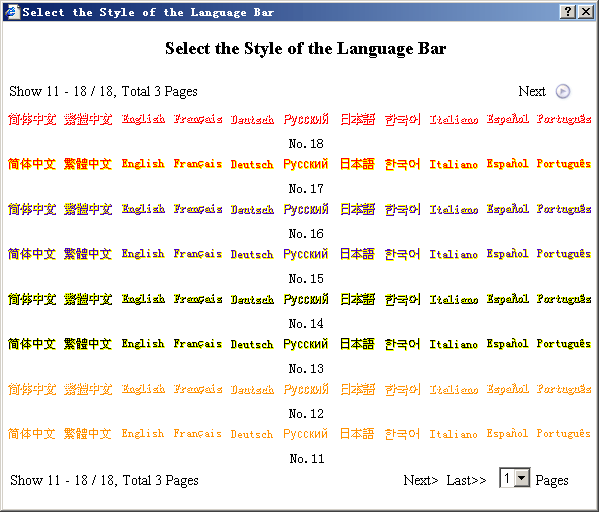 Select the Style of the Language Bar
Select the Style of the Language Bar
Show 11 - 18 / 18, Total 3 Pages Next
简体中文 繁體中文 English Français Deutsch Русский 日本語 한국어 Italiano Español Português
No.18
简体中文 繁體中文 English Français Deutsch Русский 日本語 한국어 Italiano Español Português
No.17
简体中文 繁體中文 English Français Deutsch Русский 日本語 한국어 Italiano Español Português
No.16
简体中文 繁體中文 English Français Deutsch Русский 日本語 한국어 Italiano Español Português
No.15
简体中文 繁體中文 English Français Deutsch Русский 日本語 한국어 Italiano Español Português
No.14
简体中文 繁體中文 English Français Deutsch Русский 日本語 한국어 Italiano Español Português
No.13
简体中文 繁體中文 English Français Deutsch Русский 日本語 한국어 Italiano Español Português
No.12
简体中文 繁體中文 English Français Deutsch Русский 日本語 한국어 Italiano Español Português
No.11
Show 11 - 18 / 18, Total 3 Pages Next> Last>> 1 Pages